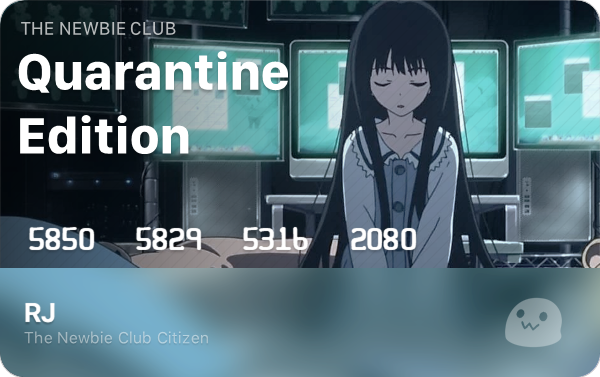 THE NEWBIE CLUB
Quarantine
Edition
5850 5829 5316 2080
RJ
The Newbie Club Citizen